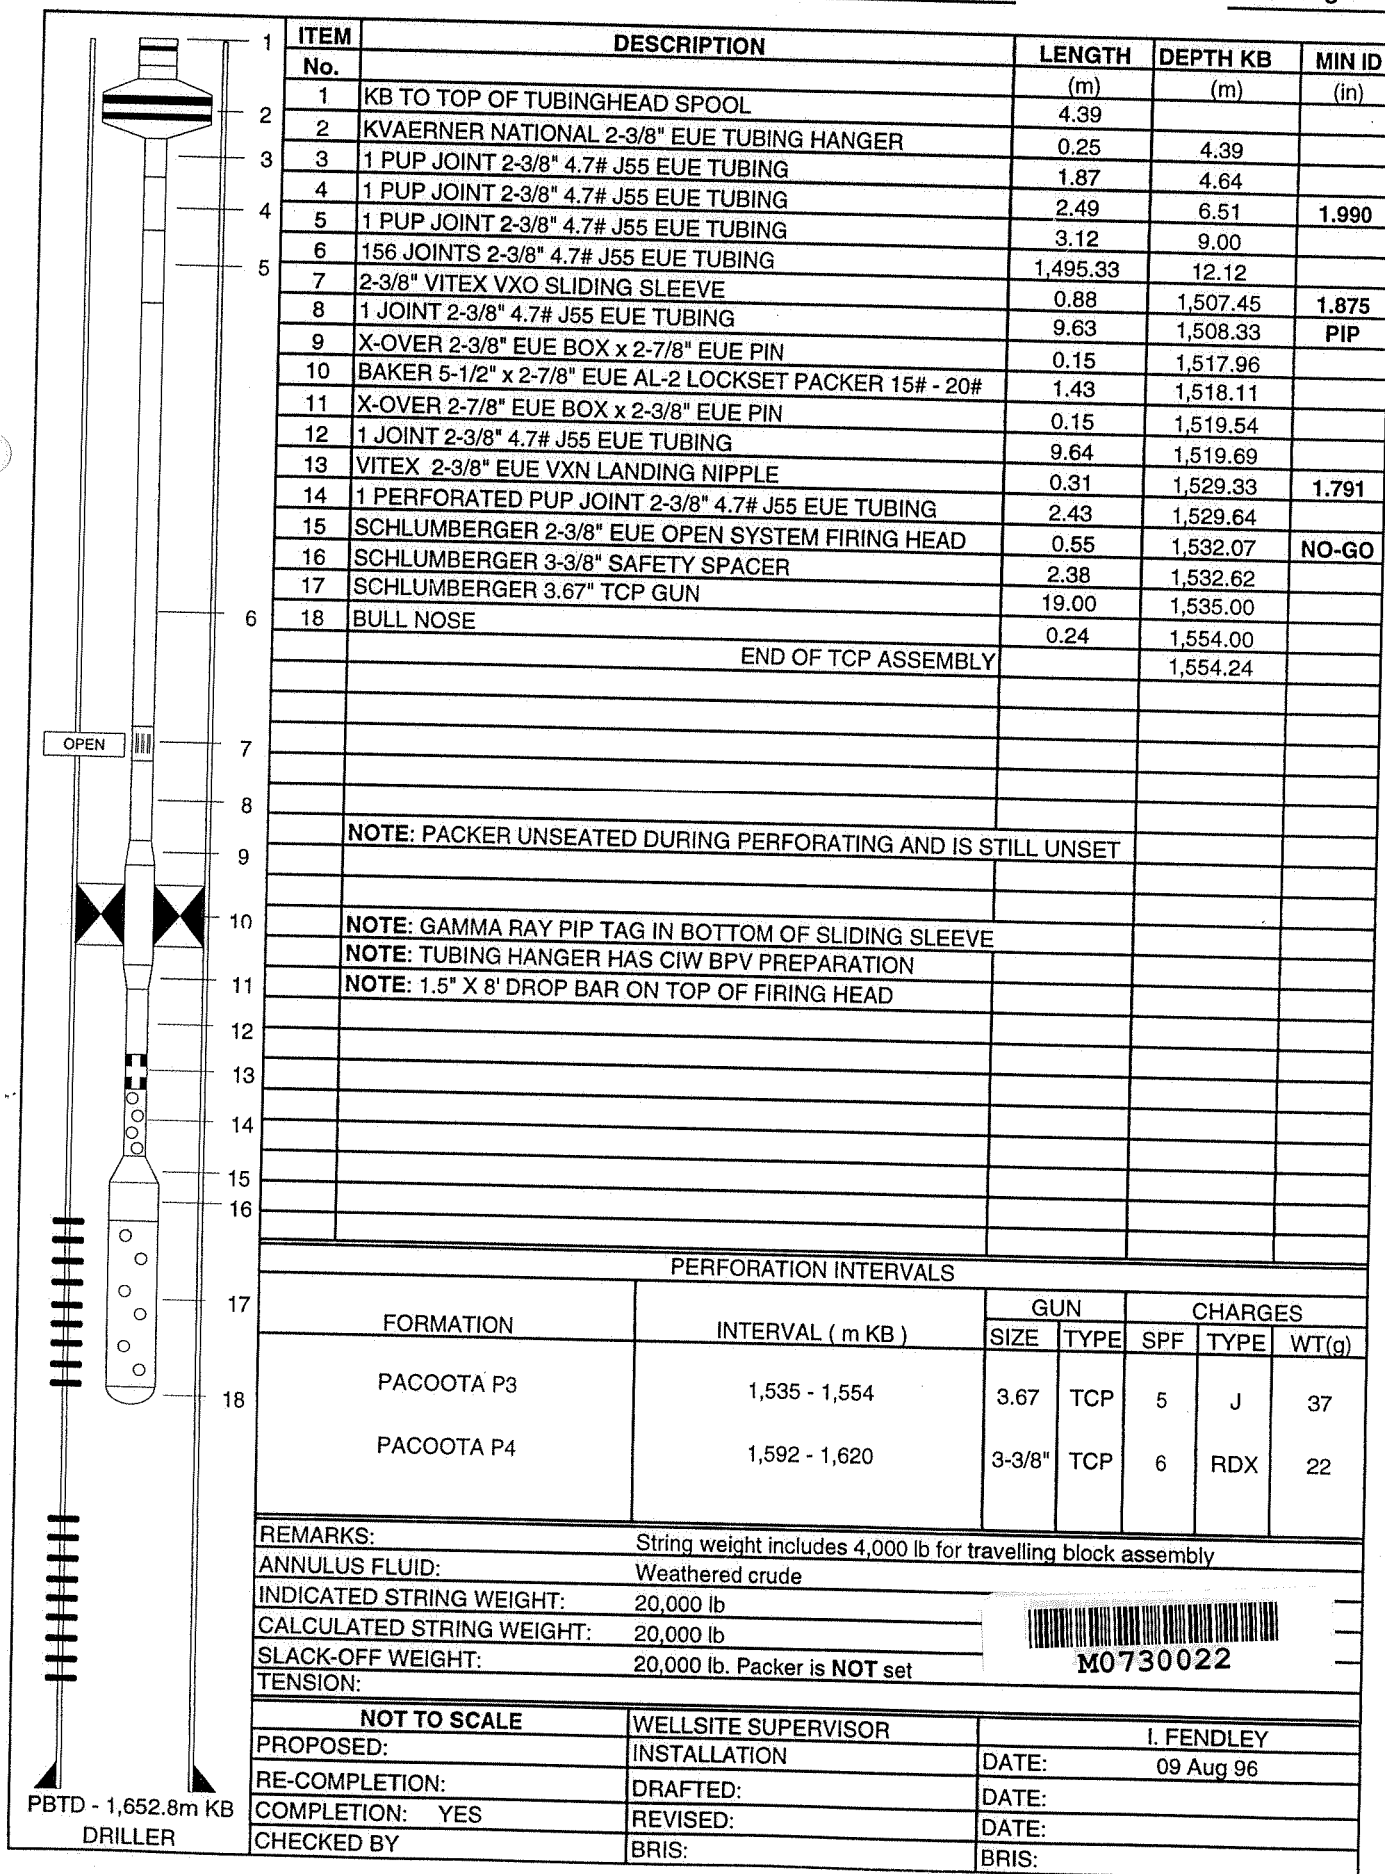 ITEM No. DESCRIPTION LENGTH (m) DEPTH KB (m) MIN ID (in)
1 KB TO TOP OF TUBINGHEAD SPOOL 4.39
2 KVAERNER NATIONAL 2-3/8" EUE TUBING HANGER 0.25 4.39
3 1 PUP JOINT 2-3/8" 4.7# J55 EUE TUBING 1.87 4.64
4 1 PUP JOINT 2-3/8" 4.7# J55 EUE TUBING 2.49 6.51 1.990
5 1 PUP JOINT 2-3/8" 4.7# J55 EUE TUBING 3.12 9.00
6 156 JOINTS 2-3/8" 4.7# J55 EUE TUBING 1,495.33 12.12
7 2-3/8" VITEX VXO SLIDING SLEEVE 0.88 1,507.45 1.875
8 1 JOINT 2-3/8" 4.7# J55 EUE TUBING 9.63 1,508.33 PIP
9 X-OVER 2-3/8" EUE BOX x 2-7/8" EUE PIN 0.15 1,517.96
10 BAKER 5-1/2" x 2-7/8" EUE AL-2 LOCKSET PACKER 15# - 20# 1.43 1,518.11
11 X-OVER 2-7/8" EUE BOX x 2-3/8" EUE PIN 0.15 1,519.54
12 1 JOINT 2-3/8" 4.7# J55 EUE TUBING 9.64 1,519.69
13 VITEX 2-3/8" EUE VXN LANDING NIPPLE 0.31 1,529.33 1.791
14 1 PERFORATED PUP JOINT 2-3/8" 4.7# J55 EUE TUBING 2.43 1,529.64
15 SCHLUMBERGER 2-3/8" EUE OPEN SYSTEM FIRING HEAD 0.55 1,532.07 NO-GO
16 SCHLUMBERGER 3-3/8" SAFETY SPACER 2.38 1,532.62
17 SCHLUMBERGER 3.67" TCP GUN 19.00 1,535.00
18 BULL NOSE 0.24 1,554.00
END OF TCP ASSEMBLY 1,554.24
NOTE: PACKER UNSEATED DURING PERFORATING AND IS STILL UNSET
NOTE: GAMMA RAY PIP TAG IN BOTTOM OF SLIDING SLEEVE
NOTE: TUBING HANGER HAS CIW BPV PREPARATION
NOTE: 1.5" X 8' DROP BAR ON TOP OF FIRING HEAD
1
2
3
4
5
6
OPEN 7
8
9
10
11
12
13
14
15
16
17
18
PERFORATION INTERVALS
FORMATION INTERVAL ( m KB ) GUN CHARGES
SIZE TYPE SPF TYPE WT(g)
PACOOTA P3 1,535 - 1,554 3.67 TCP 5 J 37
PACOOTA P4 1,592 - 1,620 3-3/8" TCP 6 RDX 22
REMARKS: String weight includes 4,000 lb for travelling block assembly
ANNULUS FLUID: Weathered crude
INDICATED STRING WEIGHT: 20,000 lb
CALCULATED STRING WEIGHT: 20,000 lb
SLACK-OFF WEIGHT: 20,000 lb. Packer is NOT set
TENSION:
M0730022
NOT TO SCALE WELLSITE SUPERVISOR I. FENDLEY
PROPOSED: INSTALLATION DATE: 09 Aug 96
RE-COMPLETION: DRAFTED: DATE:
COMPLETION: YES REVISED: DATE:
CHECKED BY BRIS: BRIS:
PBTD - 1,652.8m KB
DRILLER